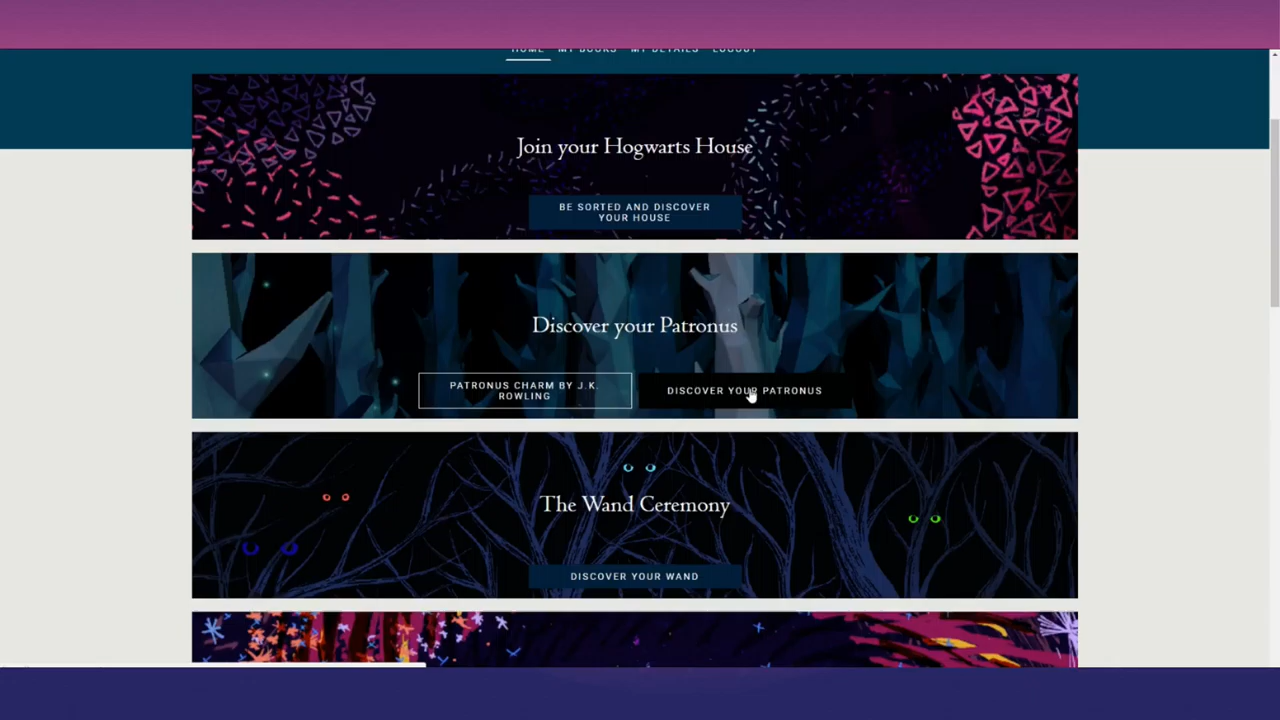 HOME MY BOOKS MY DETAILS LOGOUT
Join your Hogwarts House
BE SORTED AND DISCOVER
YOUR HOUSE
Discover your Patronus
PATRONUS CHARM BY J.K.
ROWLING
DISCOVER YOUR PATRONUS
The Wand Ceremony
DISCOVER YOUR WAND